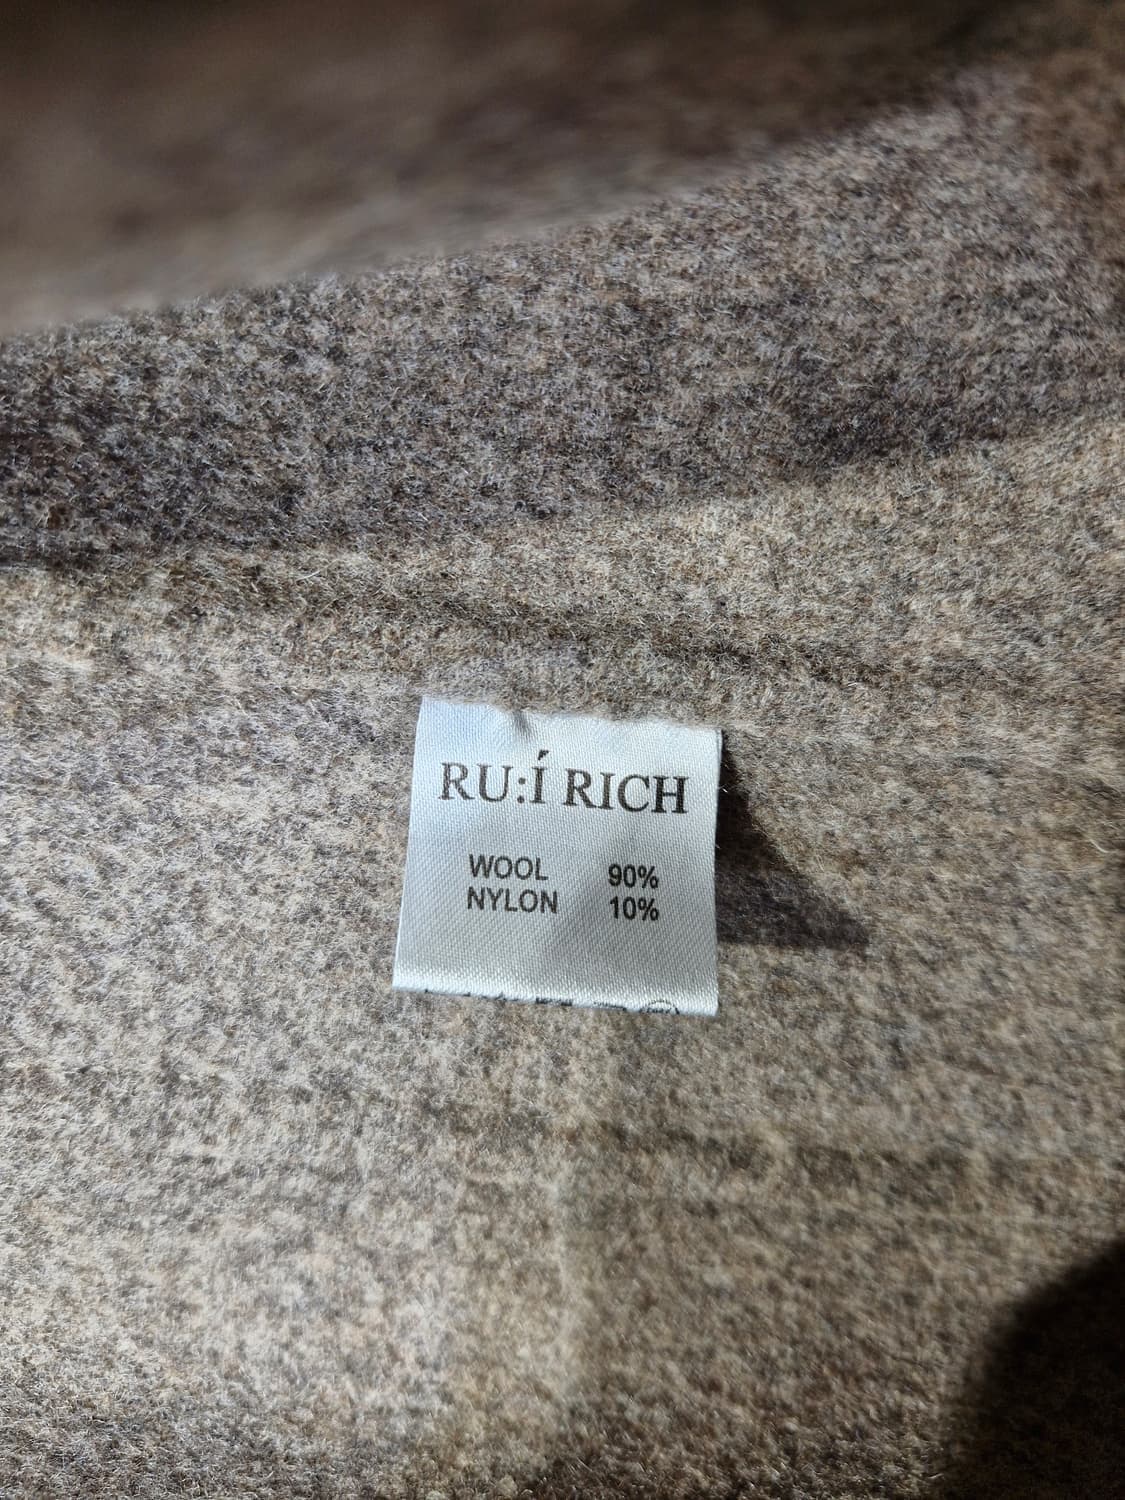 RU:Í RICH
WOOL 90%
NYLON 10%